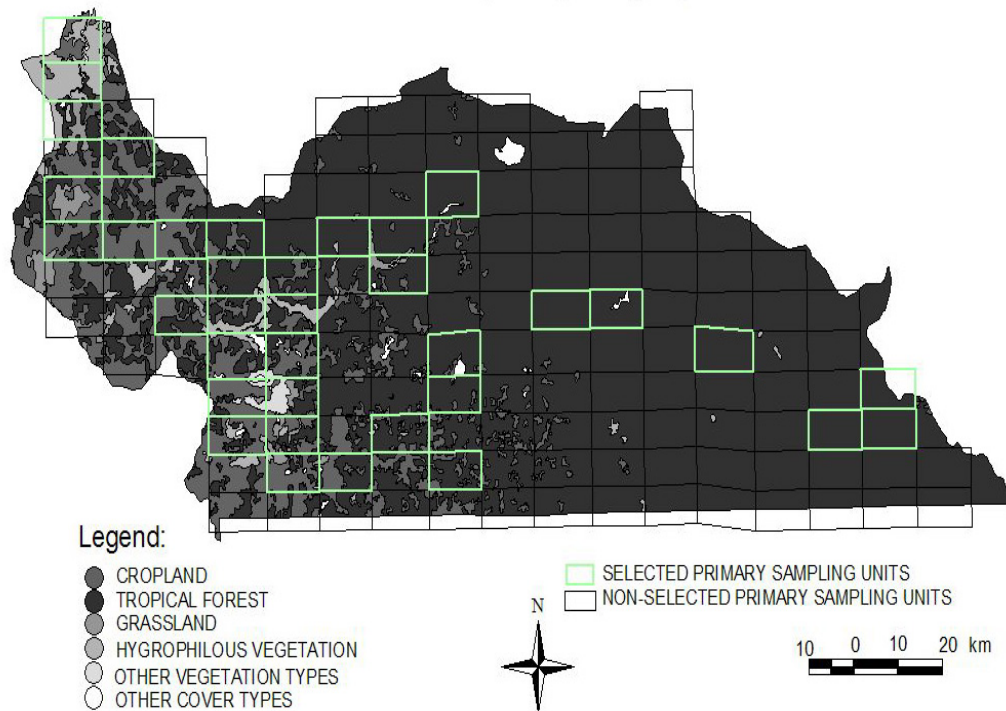 Legend:
CROPLAND
TROPICAL FOREST
GRASSLAND
HYGROPHILOUS VEGETATION
OTHER VEGETATION TYPES
OTHER COVER TYPES
SELECTED PRIMARY SAMPLING UNITS
NON-SELECTED PRIMARY SAMPLING UNITS
N
10 0 10 20 km